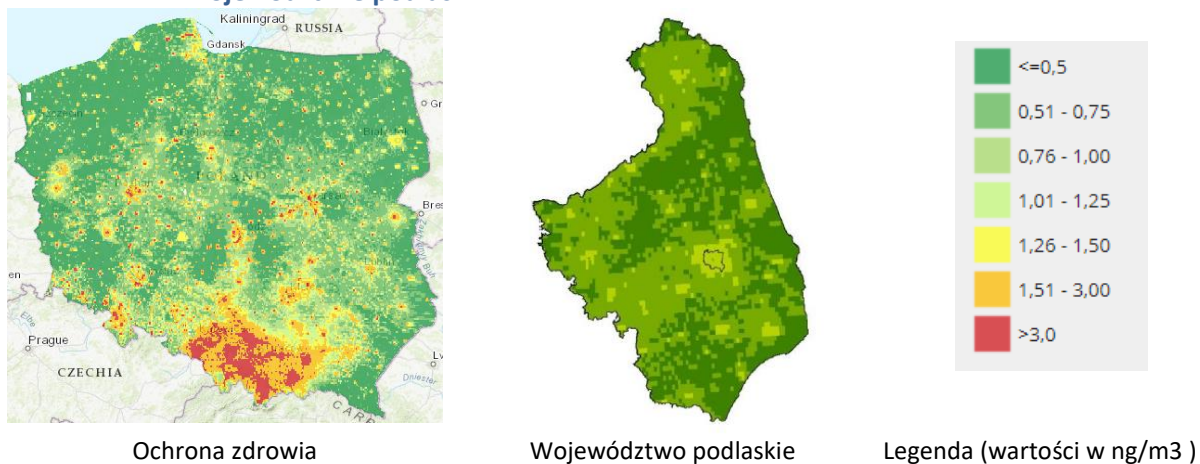 Kaliningrad
RUSSIA
Gdansk
POLAND
Prague
CZECHIA
Elbe
Dniester
<=0,5
0,51 - 0,75
0,76 - 1,00
1,01 - 1,25
1,26 - 1,50
1,51 - 3,00
>3,0
Ochrona zdrowia
Województwo podlaskie
Legenda (wartości w ng/m3 )